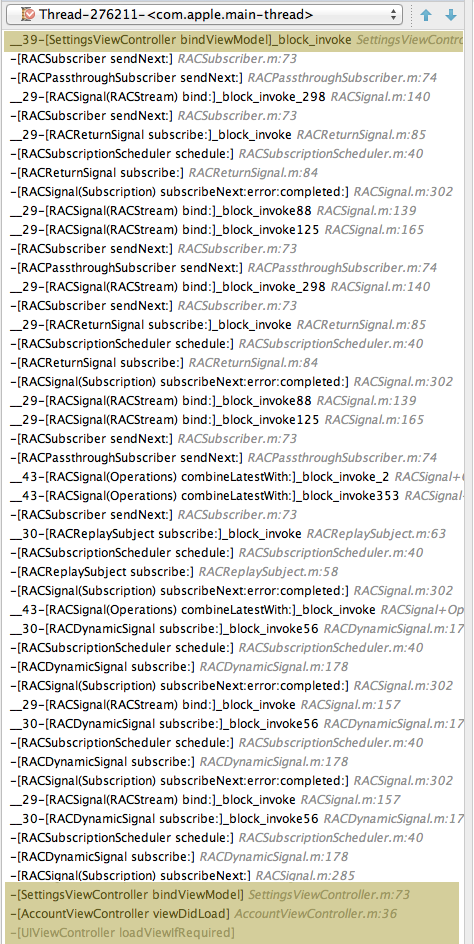 Thread-276211-<com.apple.main-thread>
__39-[SettingsViewController bindViewModel]_block_invoke SettingsViewContro
-[RACSubscriber sendNext:] RACSubscriber.m:73
-[RACPassthroughSubscriber sendNext:] RACPassthroughSubscriber.m:74
__29-[RACSignal(RACStream) bind:]_block_invoke_298 RACSignal.m:140
-[RACSubscriber sendNext:] RACSubscriber.m:73
__29-[RACReturnSignal subscribe:]_block_invoke RACReturnSignal.m:85
-[RACSubscriptionScheduler schedule:] RACSubscriptionScheduler.m:40
-[RACReturnSignal subscribe:] RACReturnSignal.m:84
-[RACSignal(Subscription) subscribeNext:error:completed:] RACSignal.m:302
__29-[RACSignal(RACStream) bind:]_block_invoke88 RACSignal.m:139
__29-[RACSignal(RACStream) bind:]_block_invoke125 RACSignal.m:165
-[RACSubscriber sendNext:] RACSubscriber.m:73
-[RACPassthroughSubscriber sendNext:] RACPassthroughSubscriber.m:74
__29-[RACSignal(RACStream) bind:]_block_invoke_298 RACSignal.m:140
-[RACSubscriber sendNext:] RACSubscriber.m:73
__29-[RACReturnSignal subscribe:]_block_invoke RACReturnSignal.m:85
-[RACSubscriptionScheduler schedule:] RACSubscriptionScheduler.m:40
-[RACReturnSignal subscribe:] RACReturnSignal.m:84
-[RACSignal(Subscription) subscribeNext:error:completed:] RACSignal.m:302
__29-[RACSignal(RACStream) bind:]_block_invoke88 RACSignal.m:139
__29-[RACSignal(RACStream) bind:]_block_invoke125 RACSignal.m:165
-[RACSubscriber sendNext:] RACSubscriber.m:73
-[RACPassthroughSubscriber sendNext:] RACPassthroughSubscriber.m:74
__43-[RACSignal(Operations) combineLatestWith:]_block_invoke_2 RACSignal+
__43-[RACSignal(Operations) combineLatestWith:]_block_invoke353 RACSignal
-[RACSubscriber sendNext:] RACSubscriber.m:73
__30-[RACReplaySubject subscribe:]_block_invoke RACReplaySubject.m:63
-[RACSubscriptionScheduler schedule:] RACSubscriptionScheduler.m:40
-[RACReplaySubject subscribe:] RACReplaySubject.m:58
-[RACSignal(Subscription) subscribeNext:error:completed:] RACSignal.m:302
__43-[RACSignal(Operations) combineLatestWith:]_block_invoke RACSignal+Op
__30-[RACDynamicSignal subscribe:]_block_invoke56 RACDynamicSignal.m:17
-[RACSubscriptionScheduler schedule:] RACSubscriptionScheduler.m:40
-[RACDynamicSignal subscribe:] RACDynamicSignal.m:178
-[RACSignal(Subscription) subscribeNext:error:completed:] RACSignal.m:302
__29-[RACSignal(RACStream) bind:]_block_invoke RACSignal.m:157
__30-[RACDynamicSignal subscribe:]_block_invoke56 RACDynamicSignal.m:17
-[RACSubscriptionScheduler schedule:] RACSubscriptionScheduler.m:40
-[RACDynamicSignal subscribe:] RACDynamicSignal.m:178
-[RACSignal(Subscription) subscribeNext:error:completed:] RACSignal.m:302
__29-[RACSignal(RACStream) bind:]_block_invoke RACSignal.m:157
__30-[RACDynamicSignal subscribe:]_block_invoke56 RACDynamicSignal.m:17
-[RACSubscriptionScheduler schedule:] RACSubscriptionScheduler.m:40
-[RACDynamicSignal subscribe:] RACDynamicSignal.m:178
-[RACSignal(Subscription) subscribeNext:] RACSignal.m:285
-[SettingsViewController bindViewModel] SettingsViewController.m:73
-[AccountViewController viewDidLoad] AccountViewController.m:36
-[UIViewController loadViewIfRequired]